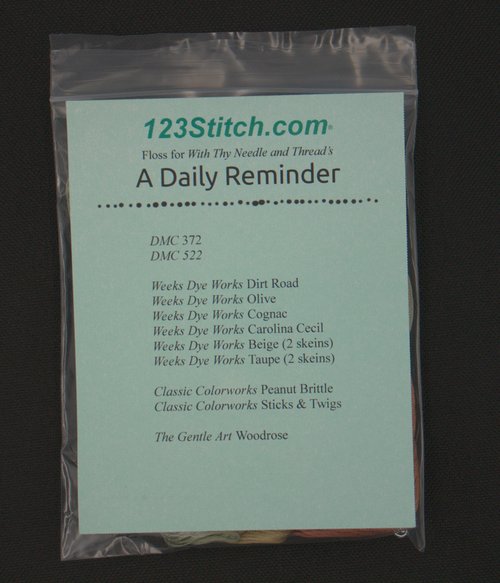 123Stitch.com®
Floss for With Thy Needle and Thread's
A Daily Reminder
DMC 372
DMC 522
Weeks Dye Works Dirt Road
Weeks Dye Works Olive
Weeks Dye Works Cognac
Weeks Dye Works Carolina Cecil
Weeks Dye Works Beige (2 skeins)
Weeks Dye Works Taupe (2 skeins)
Classic Colorworks Peanut Brittle
Classic Colorworks Sticks & Twigs
The Gentle Art Woodrose